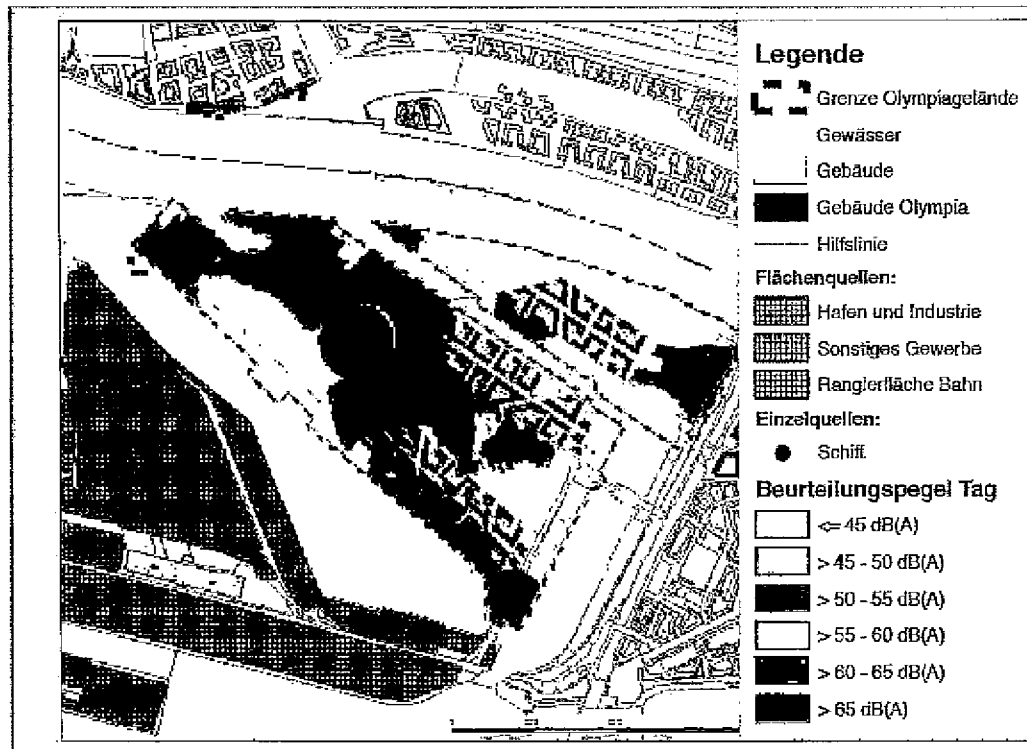 Legende
Grenze Olympiagelände
Gewässer
Gebäude
Gebäude Olympia
Hilfslinie
Flächenquellen:
Hafen und Industrie
Sonstiges Gewerbe
Rangierfläche Bahn
Einzelquellen:
Schiff
Beurteilungspegel Tag
<= 45 dB(A)
> 45 - 50 dB(A)
> 50 - 55 dB(A)
> 55 - 60 dB(A)
> 60 - 65 dB(A)
> 65 dB(A)